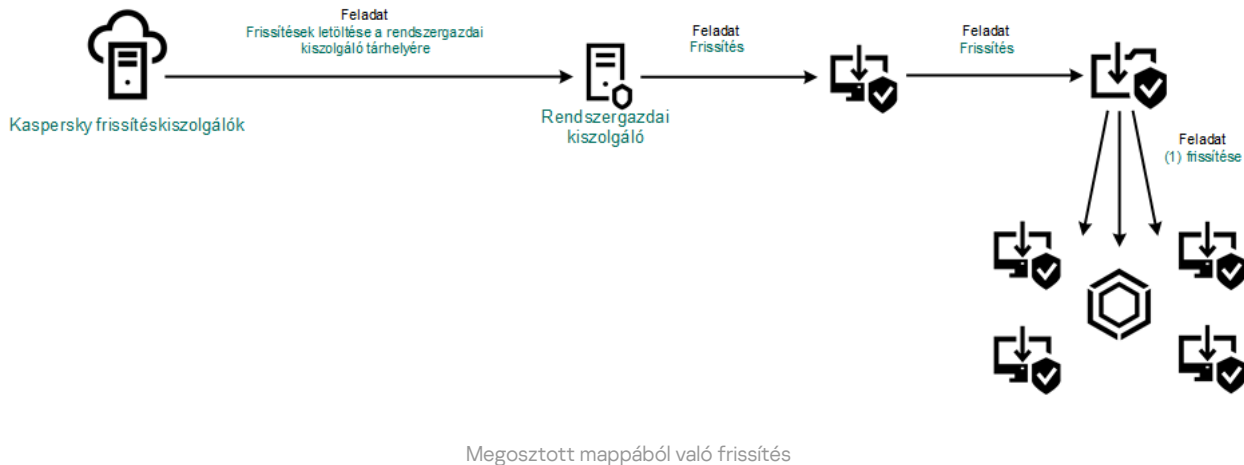 Feladat
Frissítések letöltése a rendszergazdai
kiszolgáló tárhelyére
Feladat
Frissítés
Feladat
Frissítés
Kaspersky frissítéskiszolgálók
Rendszergazdai
kiszolgáló
Feladat
(1) frissítése
Megosztott mappából való frissítés